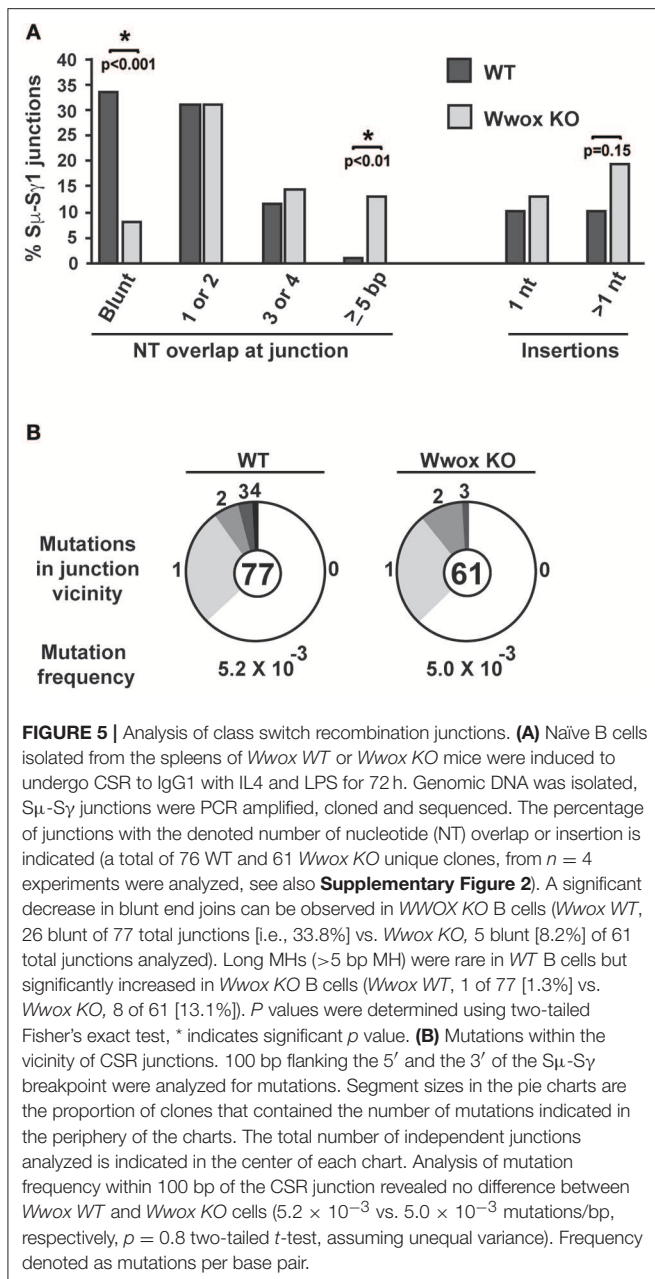 A
*
p<0.001
40
35
30
25
20
15
10
5
0
% Sμ-Sγ1 junctions
WT
Wwox KO
*
p<0.01
p=0.15
Blunt
1 or 2
3 or 4
≥5 bp
1 nt
>1 nt
NT overlap at junction
Insertions
B
WT
Wwox KO
Mutations
in junction
vicinity
1
2
3
4
0
77
1
2
3
0
61
Mutation
frequency
5.2 X 10-3
5.0 X 10-3
FIGURE 5 | Analysis of class switch recombination junctions. (A) Naïve B cells
isolated from the spleens of Wwox WT or Wwox KO mice were induced to
undergo CSR to IgG1 with IL4 and LPS for 72 h. Genomic DNA was isolated,
Sμ-Sγ junctions were PCR amplified, cloned and sequenced. The percentage
of junctions with the denoted number of nucleotide (NT) overlap or insertion is
indicated (a total of 76 WT and 61 Wwox KO unique clones, from n = 4
experiments were analyzed, see also Supplementary Figure 2). A significant
decrease in blunt end joins can be observed in WWOX KO B cells (Wwox WT,
26 blunt of 77 total junctions [i.e., 33.8%] vs. Wwox KO, 5 blunt [8.2%] of 61
total junctions analyzed). Long MHs (>5 bp MH) were rare in WT B cells but
significantly increased in Wwox KO B cells (Wwox WT, 1 of 77 [1.3%] vs.
Wwox KO, 8 of 61 [13.1%]). P values were determined using two-tailed
Fisher's exact test, * indicates significant p value. (B) Mutations within the
vicinity of CSR junctions. 100 bp flanking the 5′ and the 3′ of the Sμ-Sγ
breakpoint were analyzed for mutations. Segment sizes in the pie charts are
the proportion of clones that contained the number of mutations indicated in
the periphery of the charts. The total number of independent junctions
analyzed is indicated in the center of each chart. Analysis of mutation
frequency within 100 bp of the CSR junction revealed no difference between
Wwox WT and Wwox KO cells (5.2 × 10−3 vs. 5.0 × 10−3 mutations/bp,
respectively, p = 0.8 two-tailed t-test, assuming unequal variance). Frequency
denoted as mutations per base pair.